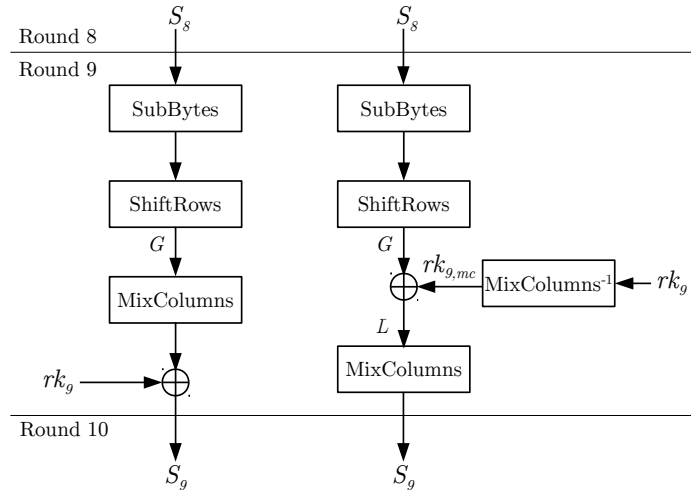 S₈ S₈
Round 8
Round 9
SubBytes SubBytes
ShiftRows ShiftRows
G G
rk₉,mc MixColumns⁻¹ rk₉
MixColumns
L
rk₉ MixColumns
Round 10
S₉ S₉